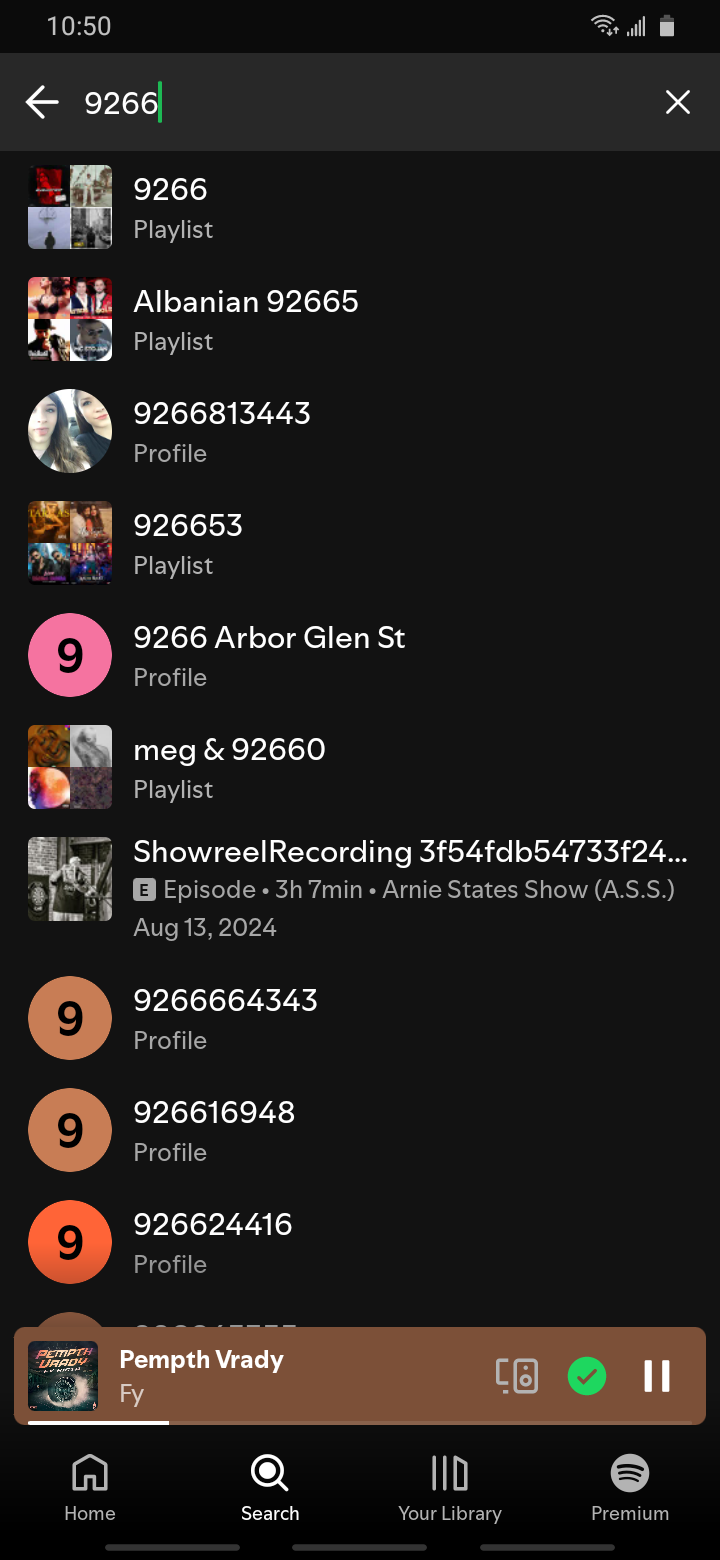 10:50
9266
9266
Playlist
Albanian 92665
Playlist
9266813443
Profile
926653
Playlist
9
9266 Arbor Glen St
Profile
meg & 92660
Playlist
ShowreelRecording 3f54fdb54733f24...
E Episode • 3h 7min • Arnie States Show (A.S.S.)
Aug 13, 2024
9
9266664343
Profile
9
926616948
Profile
9
926624416
Profile
PEMPTH
VRADY
Pempth Vrady
Fy
Home
Search
Your Library
Premium